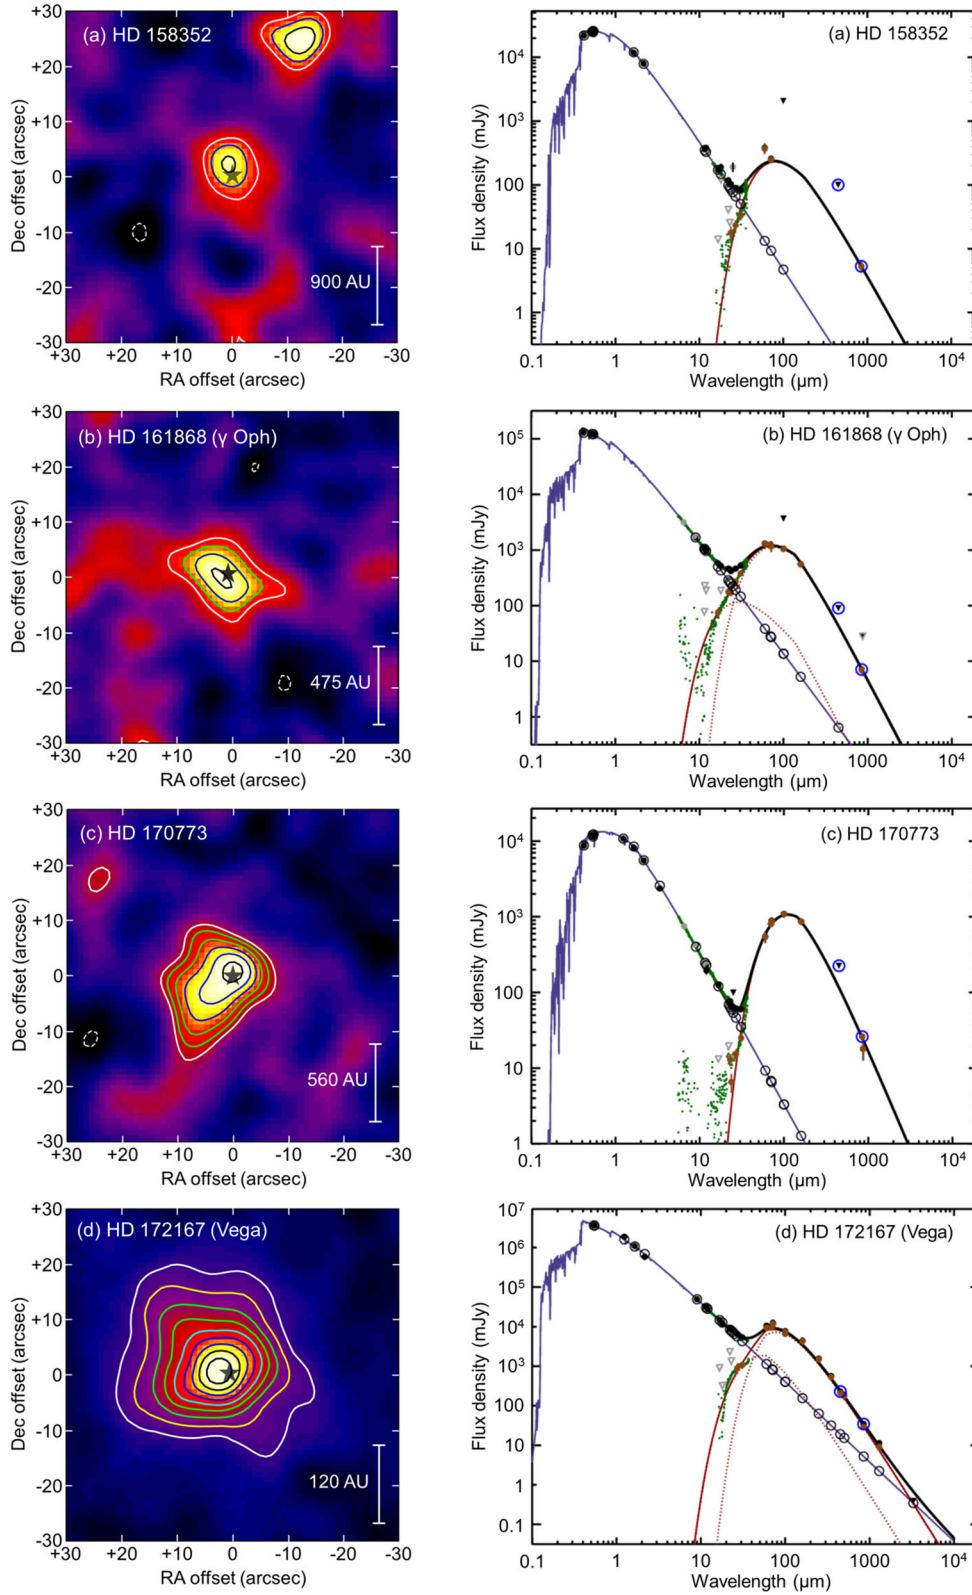 +30
(a) HD 158352
+20
+10
0
-10
-20
-30
Dec offset (arcsec)
900 AU
+30 +20 +10 0 -10 -20 -30
RA offset (arcsec)
(a) HD 158352
10⁴
1000
100
10
1
Flux density (mJy)
0.1 1 10 100 1000 10⁴
Wavelength (μm)
+30
(b) HD 161868 (γ Oph)
+20
+10
0
-10
-20
-30
Dec offset (arcsec)
475 AU
+30 +20 +10 0 -10 -20 -30
RA offset (arcsec)
(b) HD 161868 (γ Oph)
10⁵
10⁴
1000
100
10
1
Flux density (mJy)
0.1 1 10 100 1000 10⁴
Wavelength (μm)
+30
(c) HD 170773
+20
+10
0
-10
-20
-30
Dec offset (arcsec)
560 AU
+30 +20 +10 0 -10 -20 -30
RA offset (arcsec)
(c) HD 170773
10⁴
1000
100
10
1
Flux density (mJy)
0.1 1 10 100 1000 10⁴
Wavelength (μm)
+30
(d) HD 172167 (Vega)
+20
+10
0
-10
-20
-30
Dec offset (arcsec)
120 AU
+30 +20 +10 0 -10 -20 -30
RA offset (arcsec)
(d) HD 172167 (Vega)
10⁷
10⁶
10⁵
10⁴
1000
100
10
1
0.1
Flux density (mJy)
0.1 1 10 100 1000 10⁴
Wavelength (μm)